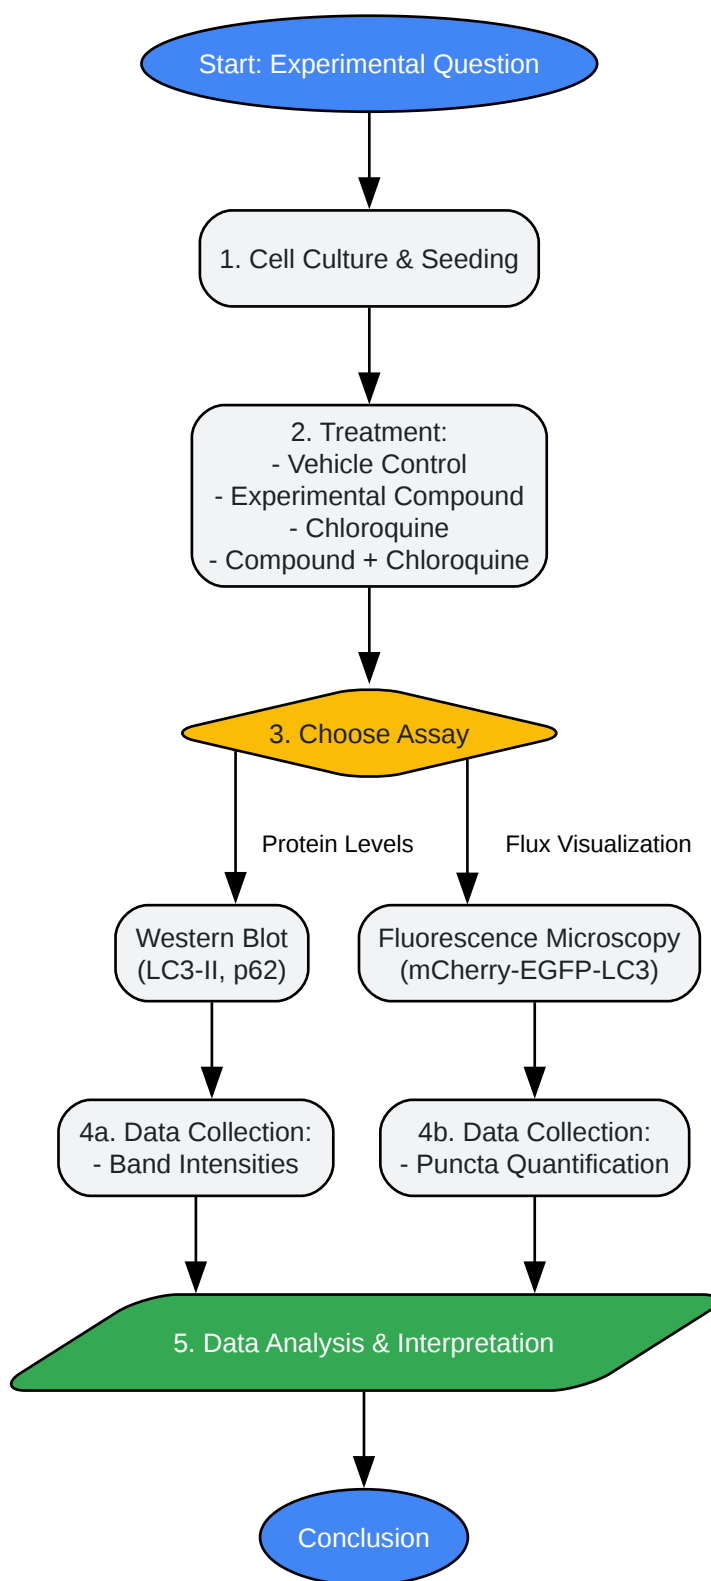 Start: Experimental Question
1. Cell Culture & Seeding
2. Treatment:
- Vehicle Control
- Experimental Compound
- Chloroquine
- Compound + Chloroquine
3. Choose Assay
Protein Levels
Flux Visualization
Western Blot
(LC3-II, p62)
Fluorescence Microscopy
(mCherry-EGFP-LC3)
4a. Data Collection:
- Band Intensities
4b. Data Collection:
- Puncta Quantification
5. Data Analysis & Interpretation
Conclusion